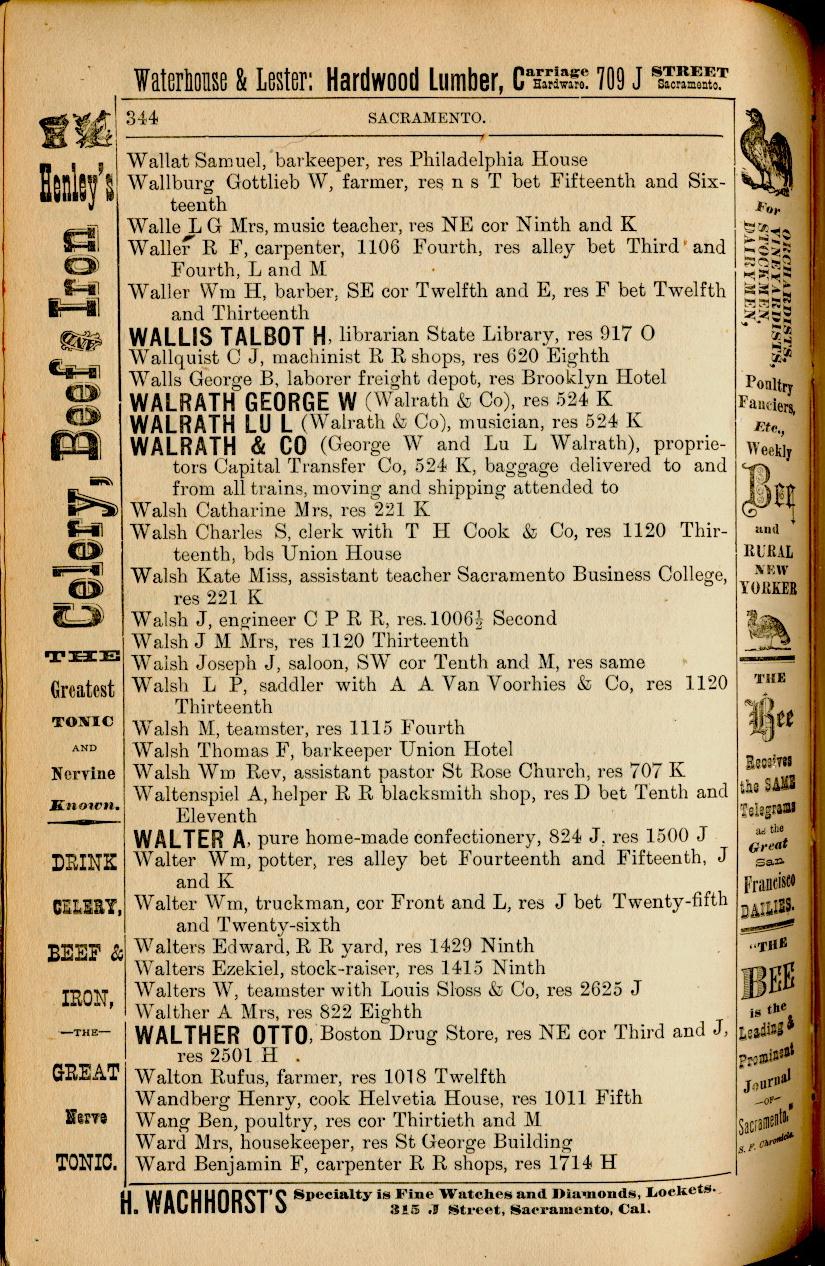 Waterhouse & Lester: Hardwood Lumber, Carriage Hardware. 709 J STREET Sacramento.
344 SACRAMENTO.
Wallat Samuel, barkeeper, res Philadelphia House
Wallburg Gottlieb W, farmer, res n s T bet Fifteenth and Six-
teenth
Walle L G Mrs, music teacher, res NE cor Ninth and K
Waller R F, carpenter, 1106 Fourth, res alley bet Third and
Fourth, L and M
Waller Wm H, barber, SE cor Twelfth and E, res F bet Twelfth
and Thirteenth
WALLIS TALBOT H, librarian State Library, res 917 O
Wallquist C J, machinist R R shops, res 620 Eighth
Walls George B, laborer freight depot, res Brooklyn Hotel
WALRATH GEORGE W (Walrath & Co), res 524 K
WALRATH LU L (Walrath & Co), musician, res 524 K
WALRATH & CO (George W and Lu L Walrath), proprie-
tors Capital Transfer Co, 524 K, baggage delivered to and
from all trains, moving and shipping attended to
Walsh Catharine Mrs, res 221 K
Walsh Charles S, clerk with T H Cook & Co, res 1120 Thir-
teenth, bds Union House
Walsh Kate Miss, assistant teacher Sacramento Business College,
res 221 K
Walsh J, engineer C P R R, res. 1006½ Second
Walsh J M Mrs, res 1120 Thirteenth
Walsh Joseph J, saloon, SW cor Tenth and M, res same
Walsh L P, saddler with A A Van Voorhies & Co, res 1120
Thirteenth
Walsh M, teamster, res 1115 Fourth
Walsh Thomas F, barkeeper Union Hotel
Walsh Wm Rev, assistant pastor St Rose Church, res 707 K
Waltenspiel A, helper R R blacksmith shop, res D bet Tenth and
Eleventh
WALTER A, pure home-made confectionery, 824 J, res 1500 J
Walter Wm, potter, res alley bet Fourteenth and Fifteenth, J
and K
Walter Wm, truckman, cor Front and L, res J bet Twenty-fifth
and Twenty-sixth
Walters Edward, R R yard, res 1429 Ninth
Walters Ezekiel, stock-raiser, res 1415 Ninth
Walters W, teamster with Louis Sloss & Co, res 2625 J
Walther A Mrs, res 822 Eighth
WALTHER OTTO, Boston Drug Store, res NE cor Third and J,
res 2501 H .
Walton Rufus, farmer, res 1018 Twelfth
Wandberg Henry, cook Helvetia House, res 1011 Fifth
Wang Ben, poultry, res cor Thirtieth and M
Ward Mrs, housekeeper, res St George Building
Ward Benjamin F, carpenter R R shops, res 1714 H
Henley's
Celery, Beef and Iron
THE
Greatest
TONIC
AND
Nervine
Known.
DRINK
CELERY,
BEEF &
IRON,
—THE—
GREAT
Nerve
TONIC.
For
ORCHARDISTS,
VINEYARDISTS,
STOCKMEN,
DAIRYMEN,
Poultry
Fanciers,
Etc.,
Weekly
Bee
and
RURAL
NEW
YORKER
THE
Bee
Receives
the SAME
Telegrams
as the
Great
San
Francisco
DAILIES.
"THE
BEE
is the
Leading &
Prominent
Journal
—OF—
Sacramento."
S. F. Chronicle.
H. WACHHORST'S Specialty is Fine Watches and Diamonds, Lockets.
315 J Street, Sacramento, Cal.